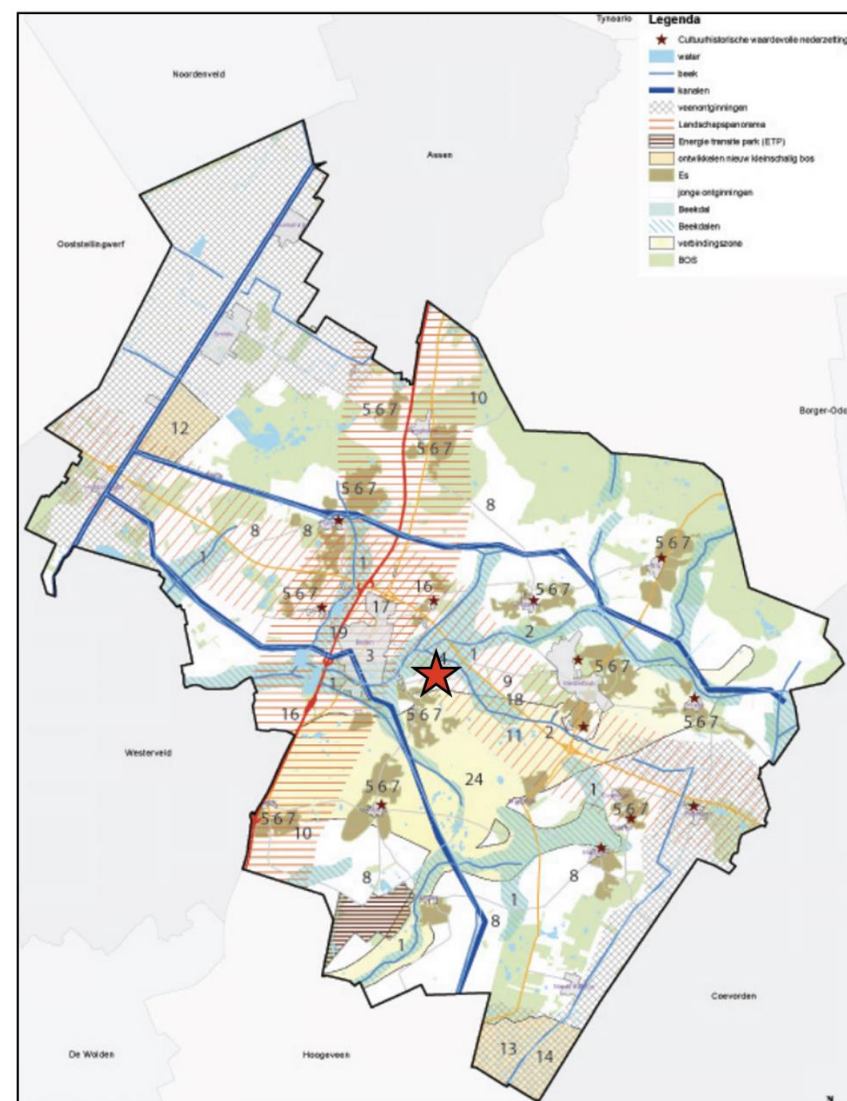 Tynaarlo
Legenda
Cultuurhistorische waardevolle nederzetting
water
beek
kanalen
veenontginningen
Landschapspanorama
Energie transitie park (ETP)
ontwikkelen nieuw kleinschalig bos
Es
jonge ontginningen
Beekdal
Beekdalen
verbindingszone
BOS
Noordenveld
Assen
Ooststellingwerf
Borger-Odo
10
5 6 7
5 6 7
12
5 6 7
8
8 8
5 6 7
1
1
16
5 6 7
17
19
2
3
1
9
5 6 7
1
18
5 6 7
16
5 6 7
11
2
Westerveld
24
1
5 6 7
5 6 7
5 6 7
10
8
8
1
8
1
Coevorden
13
14
De Wolden
Hoogeveen